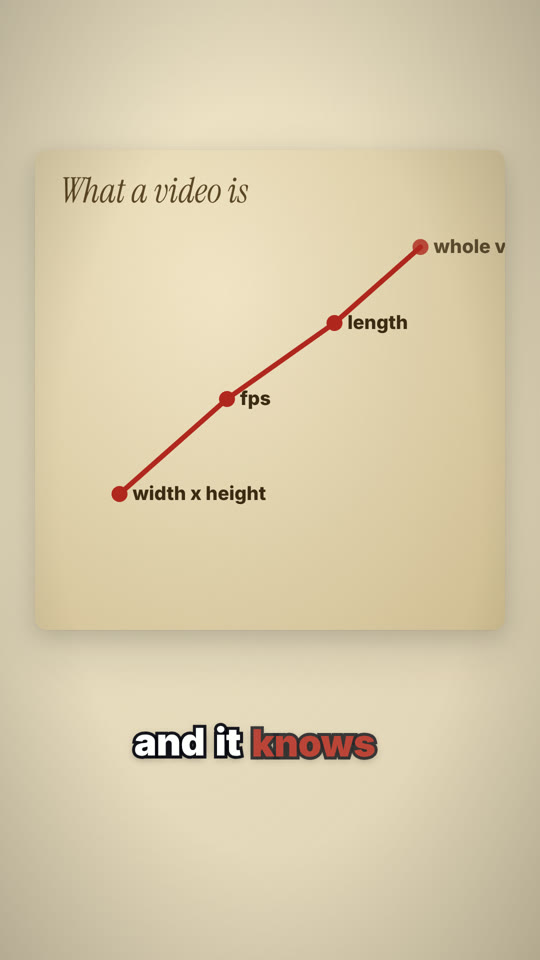 What a video is
whole v
length
fps
width x height
and it knows